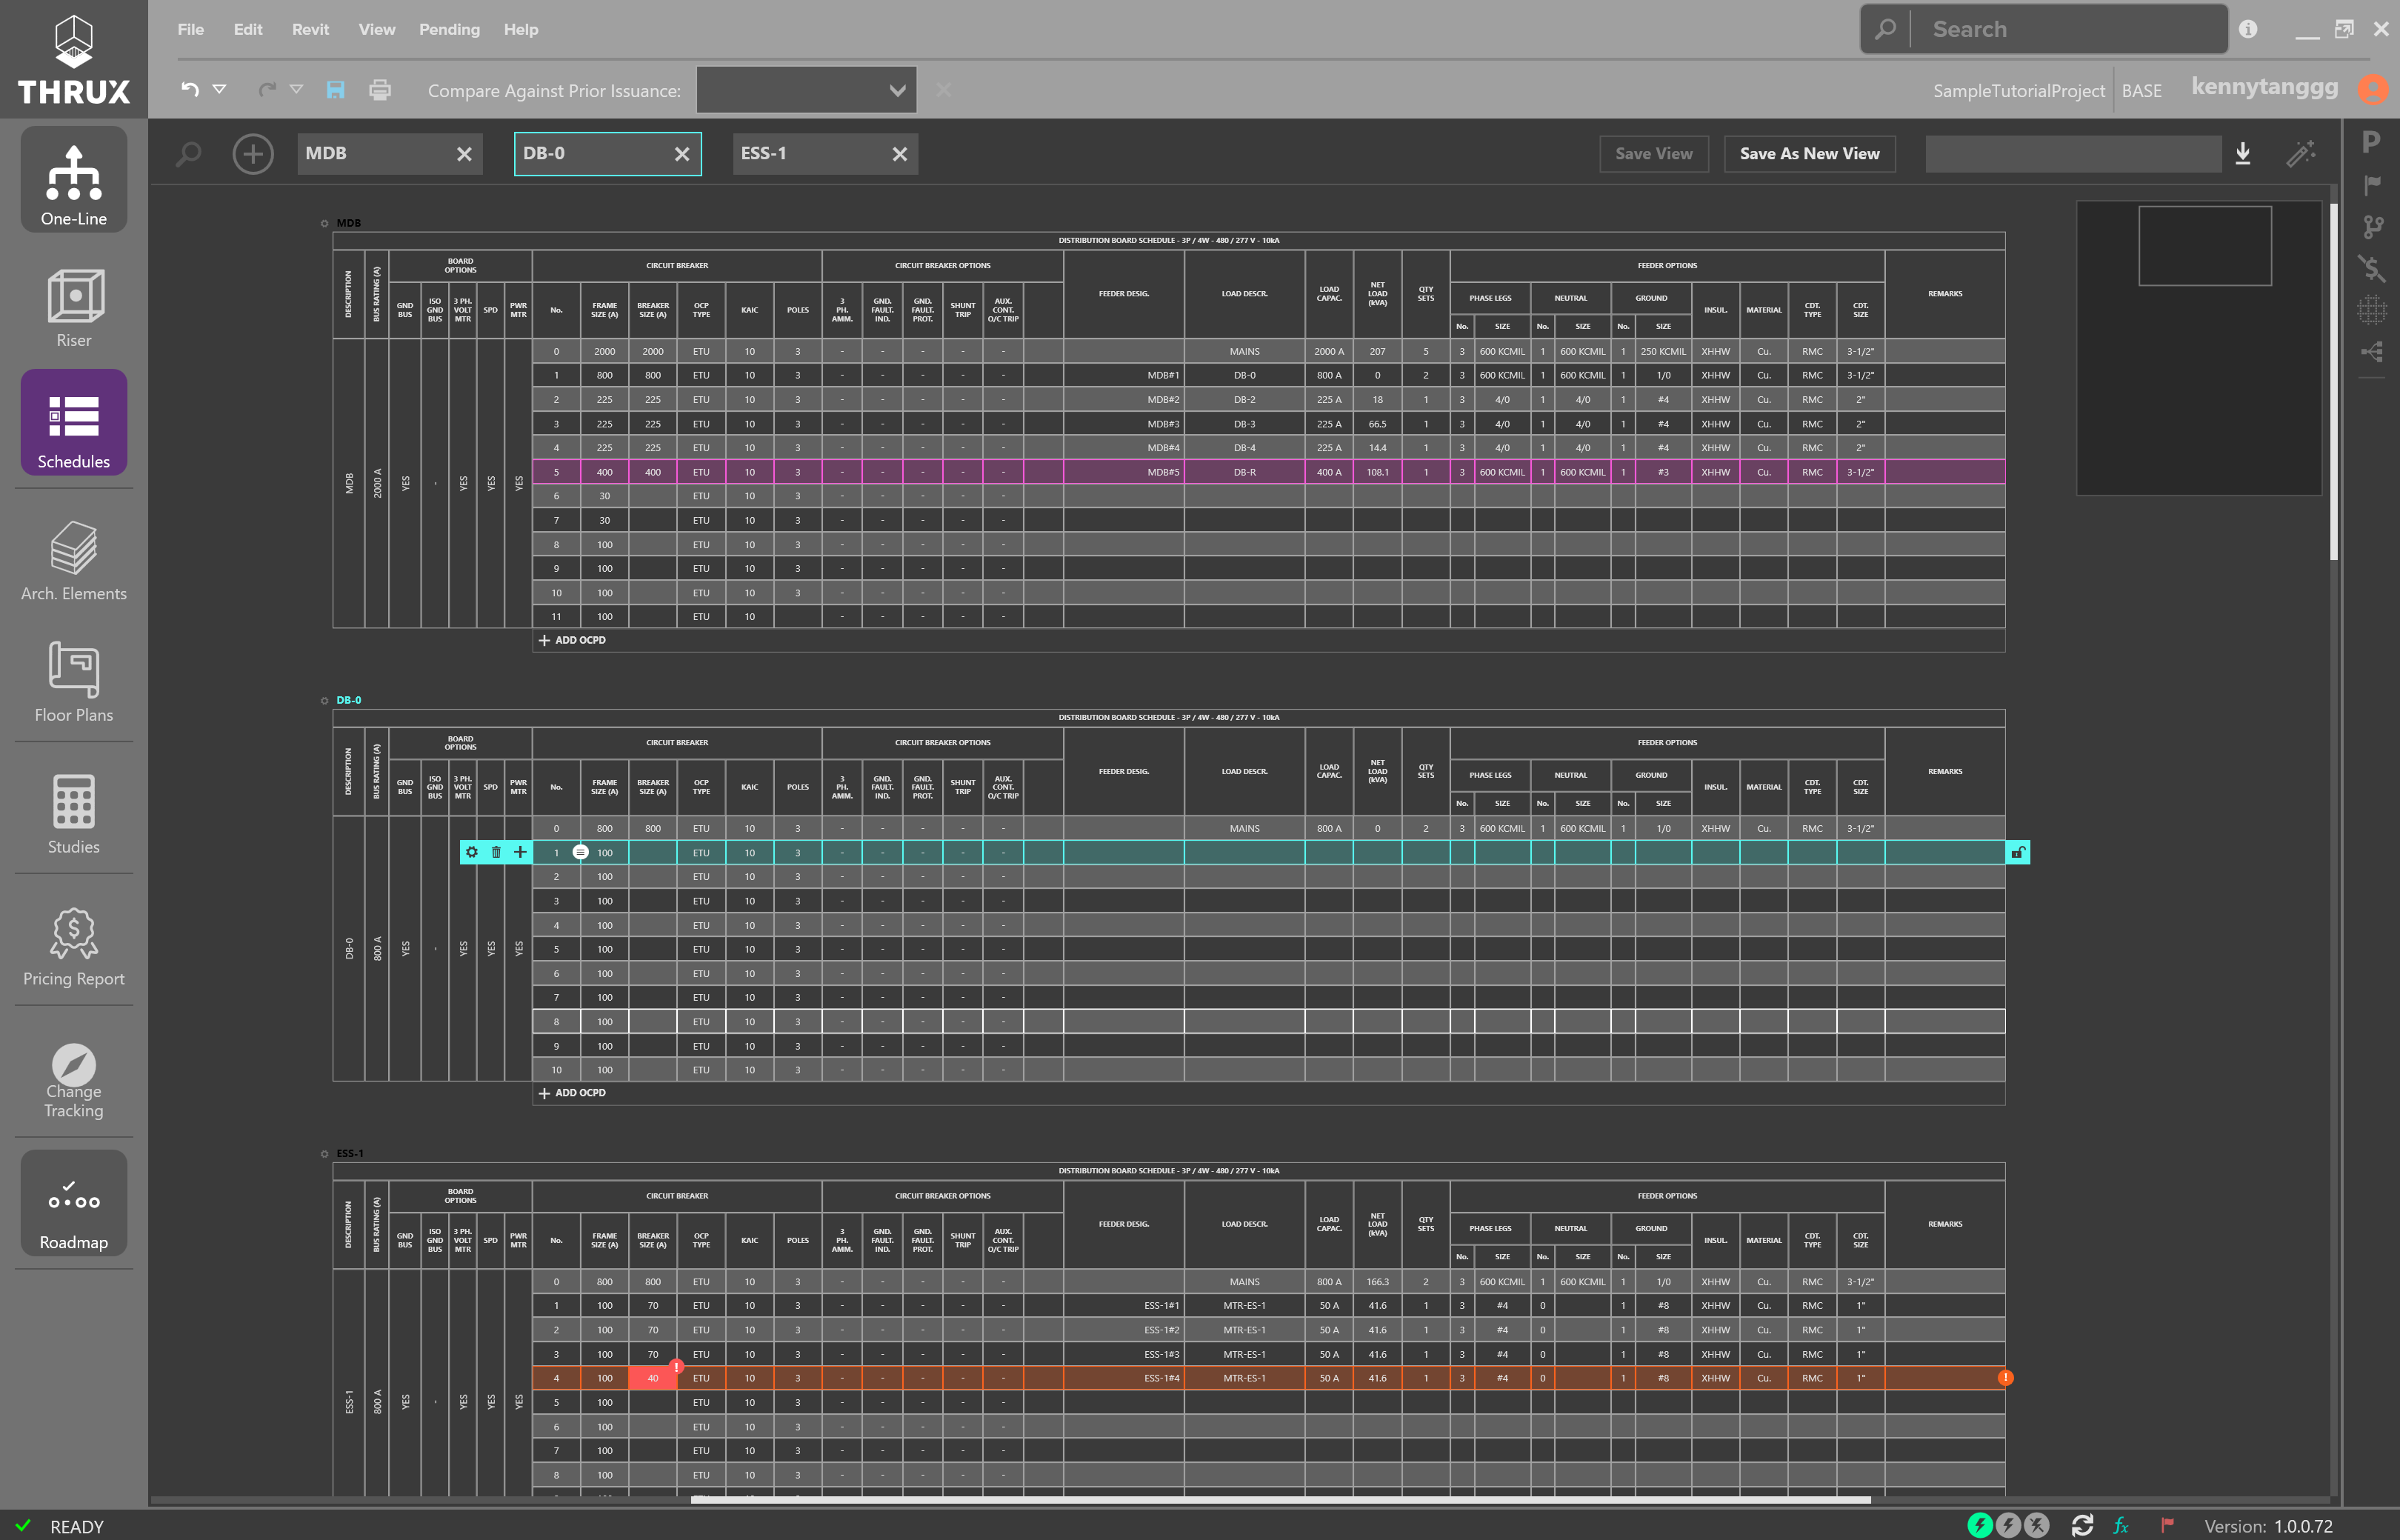 THRUX
File Edit Revit View Pending Help
Search
Compare Against Prior Issuance:
SampleTutorialProject BASE kennytanggg
One-Line
Riser
Schedules
Arch. Elements
Floor Plans
Studies
Pricing Report
Change
Tracking
Roadmap
MDB DB-0 ESS-1
Save View Save As New View
MDB
DISTRIBUTION BOARD SCHEDULE - 3P / 4W - 480 / 277 V - 10kA
DESCRIPTION BUS RATING (A) BOARD OPTIONS CIRCUIT BREAKER CIRCUIT BREAKER OPTIONS FEEDER DESIG. LOAD DESCR. LOAD CAPAC. NET LOAD (kVA) QTY SETS FEEDER OPTIONS REMARKS
GND BUS ISO GND BUS 3 PH. VOLT MTR SPD PWR MTR No. FRAME SIZE (A) BREAKER SIZE (A) OCP TYPE KAIC POLES 3 PH. AMM. GND. FAULT. IND. GND. FAULT. PROT. SHUNT TRIP AUX. CONT. O/C TRIP PHASE LEGS NEUTRAL GROUND INSUL. MATERIAL CDT. TYPE CDT. SIZE
No. SIZE No. SIZE No. SIZE
MDB 2000 A YES - YES YES YES
0 2000 2000 ETU 10 3 - - - - - MAINS 2000 A 207 5 3 600 KCMIL 1 600 KCMIL 1 250 KCMIL XHHW Cu. RMC 3-1/2"
1 800 800 ETU 10 3 - - - - - MDB#1 DB-0 800 A 0 2 3 600 KCMIL 1 600 KCMIL 1 1/0 XHHW Cu. RMC 3-1/2"
2 225 225 ETU 10 3 - - - - - MDB#2 DB-2 225 A 18 1 3 4/0 1 4/0 1 #4 XHHW Cu. RMC 2"
3 225 225 ETU 10 3 - - - - - MDB#3 DB-3 225 A 66.5 1 3 4/0 1 4/0 1 #4 XHHW Cu. RMC 2"
4 225 225 ETU 10 3 - - - - - MDB#4 DB-4 225 A 14.4 1 3 4/0 1 4/0 1 #4 XHHW Cu. RMC 2"
5 400 400 ETU 10 3 - - - - - MDB#5 DB-R 400 A 108.1 1 3 600 KCMIL 1 600 KCMIL 1 #3 XHHW Cu. RMC 3-1/2"
6 30 ETU 10 3 - - - - -
7 30 ETU 10 3 - - - - -
8 100 ETU 10 3 - - - - -
9 100 ETU 10 3 - - - - -
10 100 ETU 10 3 - - - - -
11 100 ETU 10 - - - - -
ADD OCPD
DB-0
DISTRIBUTION BOARD SCHEDULE - 3P / 4W - 480 / 277 V - 10kA
DESCRIPTION BUS RATING (A) BOARD OPTIONS CIRCUIT BREAKER CIRCUIT BREAKER OPTIONS FEEDER DESIG. LOAD DESCR. LOAD CAPAC. NET LOAD (kVA) QTY SETS FEEDER OPTIONS REMARKS
GND BUS ISO GND BUS 3 PH. VOLT MTR SPD PWR MTR No. FRAME SIZE (A) BREAKER SIZE (A) OCP TYPE KAIC POLES 3 PH. AMM. GND. FAULT. IND. GND. FAULT. PROT. SHUNT TRIP AUX. CONT. O/C TRIP PHASE LEGS NEUTRAL GROUND INSUL. MATERIAL CDT. TYPE CDT. SIZE
No. SIZE No. SIZE No. SIZE
DB-0 800 A YES - YES YES YES
0 800 800 ETU 10 3 - - - - - MAINS 800 A 0 2 3 600 KCMIL 1 600 KCMIL 1 1/0 XHHW Cu. RMC 3-1/2"
1 100 ETU 10 3 - - - - -
2 100 ETU 10 3 - - - - -
3 100 ETU 10 3 - - - - -
4 100 ETU 10 3 - - - - -
5 100 ETU 10 3 - - - - -
6 100 ETU 10 3 - - - - -
7 100 ETU 10 3 - - - - -
8 100 ETU 10 3 - - - - -
9 100 ETU 10 3 - - - - -
10 100 ETU 10 3 - - - - -
ADD OCPD
ESS-1
DISTRIBUTION BOARD SCHEDULE - 3P / 4W - 480 / 277 V - 10kA
DESCRIPTION BUS RATING (A) BOARD OPTIONS CIRCUIT BREAKER CIRCUIT BREAKER OPTIONS FEEDER DESIG. LOAD DESCR. LOAD CAPAC. NET LOAD (kVA) QTY SETS FEEDER OPTIONS REMARKS
GND BUS ISO GND BUS 3 PH. VOLT MTR SPD PWR MTR No. FRAME SIZE (A) BREAKER SIZE (A) OCP TYPE KAIC POLES 3 PH. AMM. GND. FAULT. IND. GND. FAULT. PROT. SHUNT TRIP AUX. CONT. O/C TRIP PHASE LEGS NEUTRAL GROUND INSUL. MATERIAL CDT. TYPE CDT. SIZE
No. SIZE No. SIZE No. SIZE
ESS-1 800 A YES - YES YES YES
0 800 800 ETU 10 3 - - - - - MAINS 800 A 166.3 2 3 600 KCMIL 1 600 KCMIL 1 1/0 XHHW Cu. RMC 3-1/2"
1 100 70 ETU 10 3 - - - - - ESS-1#1 MTR-ES-1 50 A 41.6 1 3 #4 0 1 #8 XHHW Cu. RMC 1"
2 100 70 ETU 10 3 - - - - - ESS-1#2 MTR-ES-1 50 A 41.6 1 3 #4 0 1 #8 XHHW Cu. RMC 1"
3 100 70 ETU 10 3 - - - - - ESS-1#3 MTR-ES-1 50 A 41.6 1 3 #4 0 1 #8 XHHW Cu. RMC 1"
4 100 40 ETU 10 3 - - - - - ESS-1#4 MTR-ES-1 50 A 41.6 1 3 #4 0 1 #8 XHHW Cu. RMC 1"
5 100 ETU 10 3 - - - - -
6 100 ETU 10 3 - - - - -
7 100 ETU 10 3 - - - - -
8 100 ETU 10 3 - - - - -
READY
fx
Version: 1.0.0.72